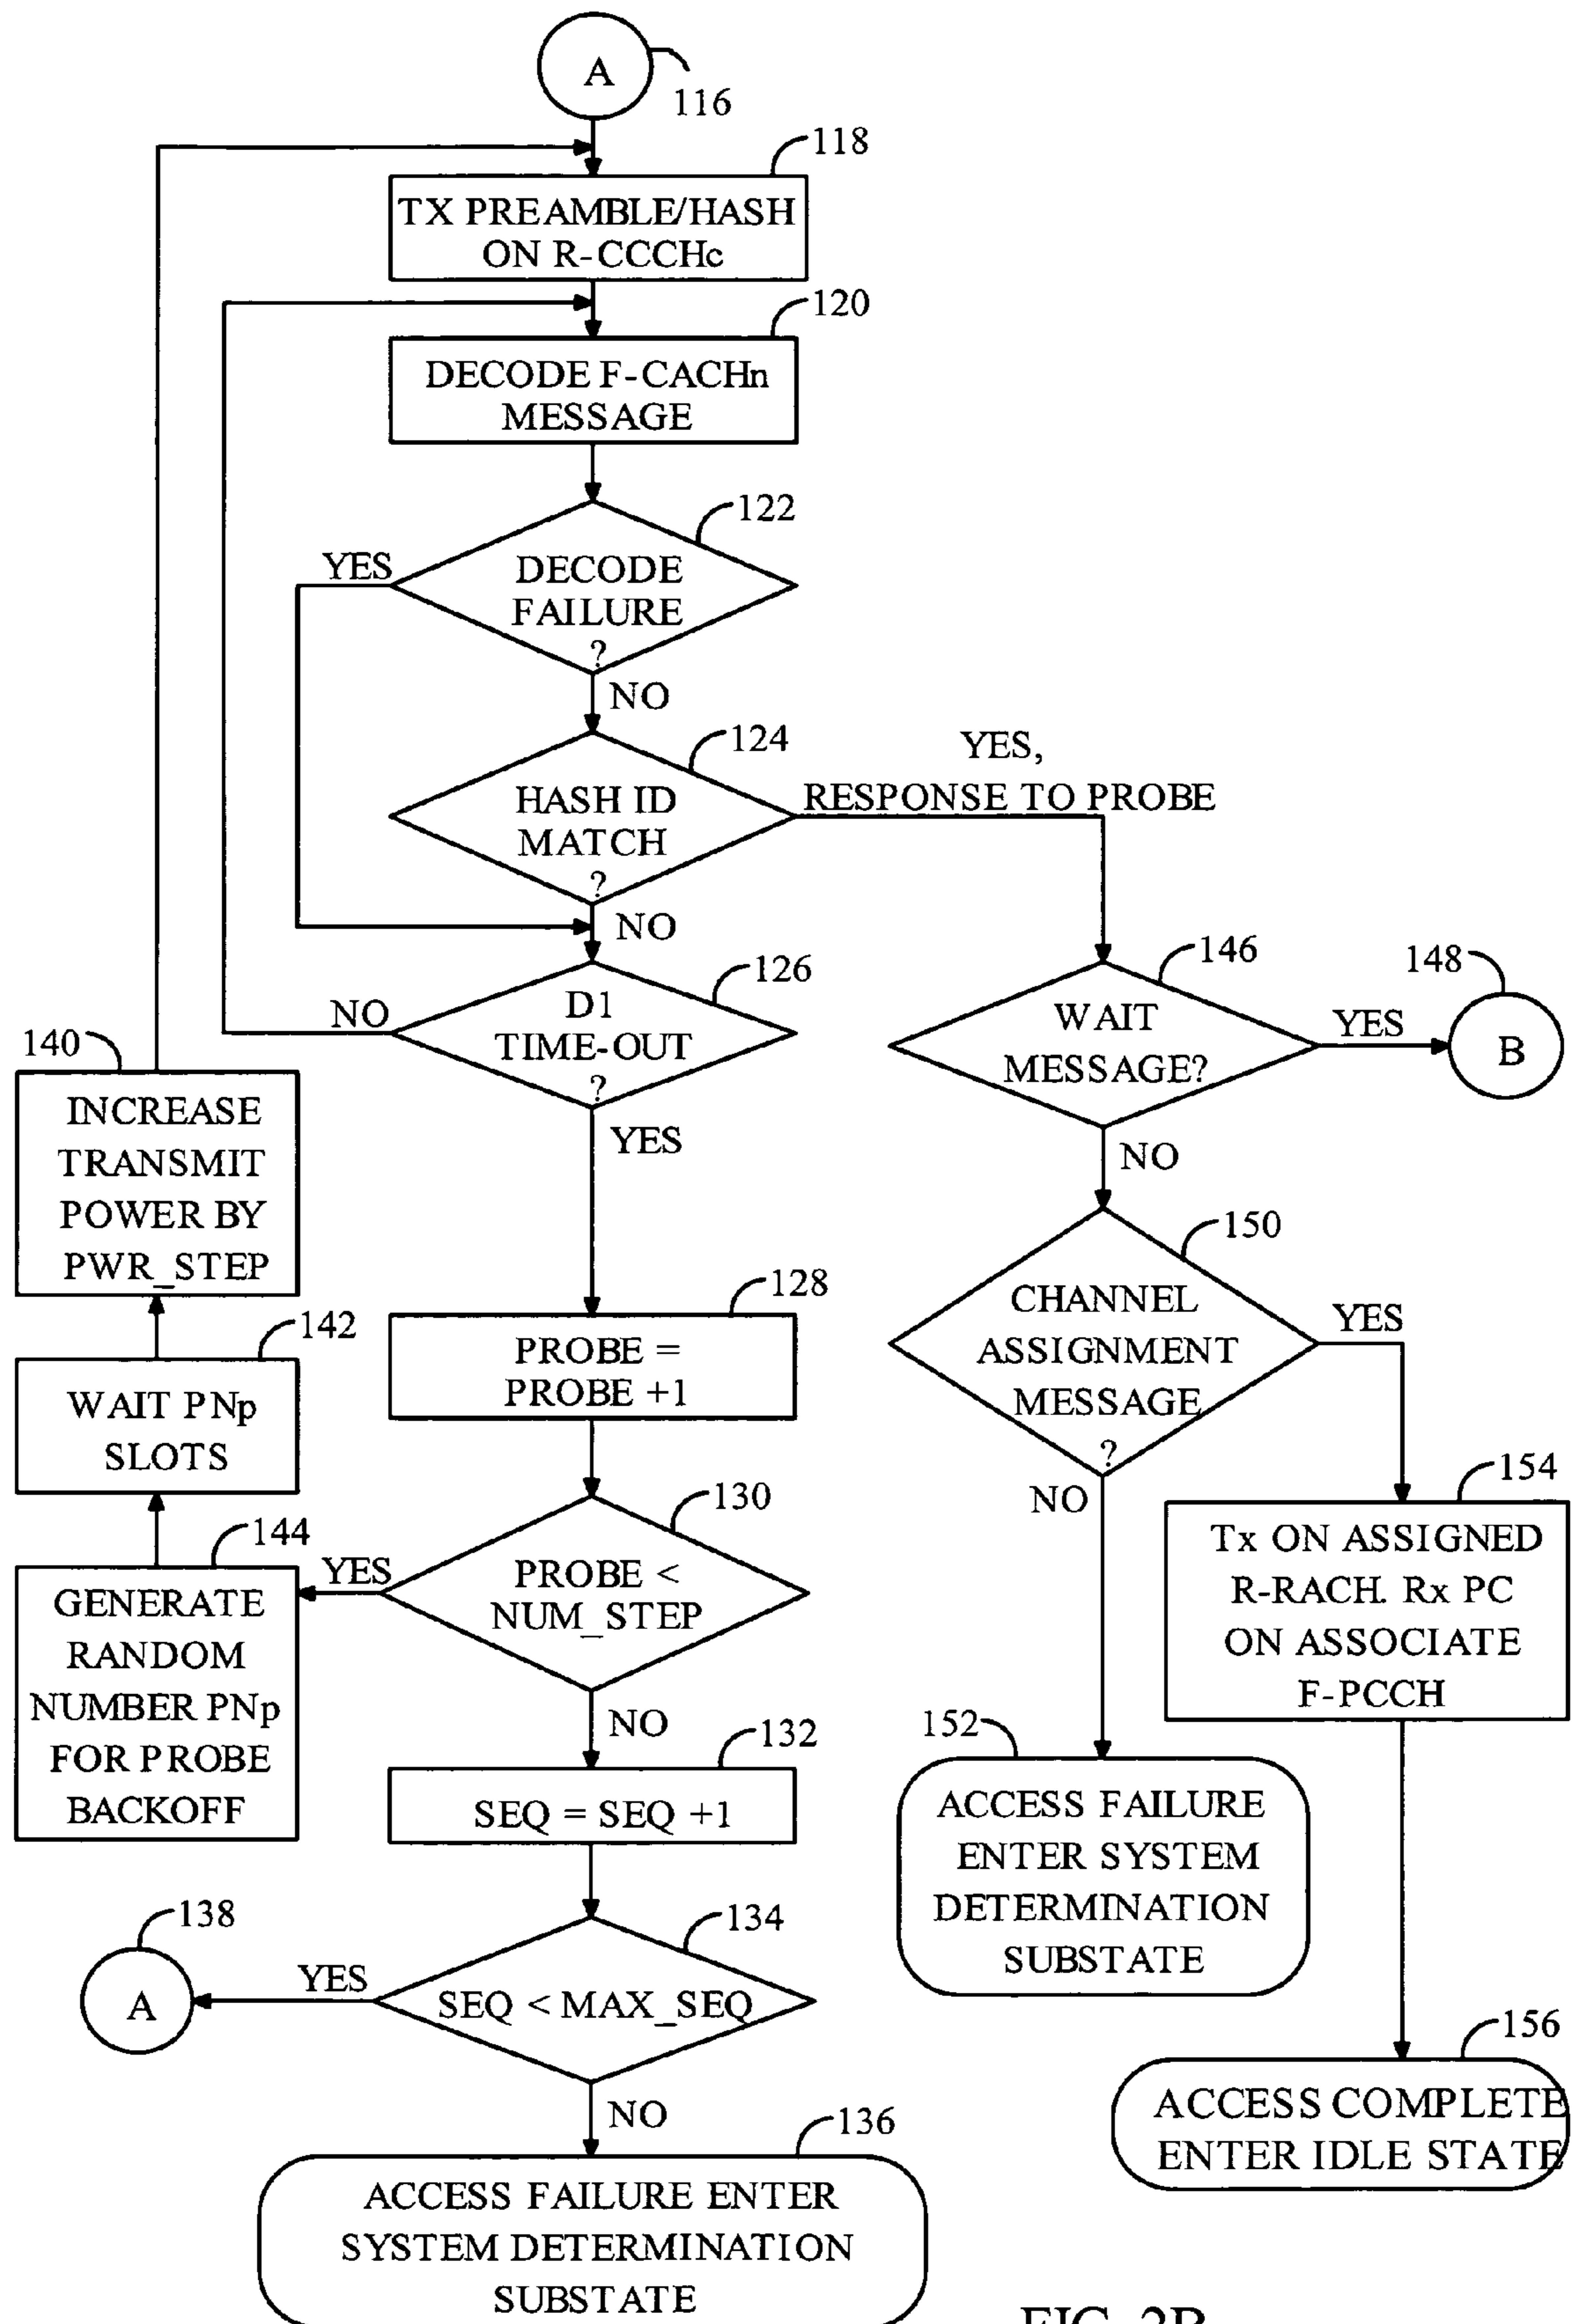 A
116
118
TX PREAMBLE/HASH
ON R-CCCHc
120
DECODE F-CACHn
MESSAGE
122
YES
DECODE
FAILURE
?
NO
124
HASH ID
MATCH
?
YES,
RESPONSE TO PROBE
NO
126
D1
TIME-OUT
?
NO
YES
140
INCREASE
TRANSMIT
POWER BY
PWR_STEP
142
WAIT PNp
SLOTS
144
GENERATE
RANDOM
NUMBER PNp
FOR PROBE
BACKOFF
128
PROBE =
PROBE +1
130
YES
PROBE <
NUM_STEP
NO
132
SEQ = SEQ +1
134
SEQ < MAX_SEQ
YES
138
A
NO
136
ACCESS FAILURE ENTER
SYSTEM DETERMINATION
SUBSTATE
146
WAIT
MESSAGE?
YES
148
B
NO
150
CHANNEL
ASSIGNMENT
MESSAGE
?
YES
NO
152
ACCESS FAILURE
ENTER SYSTEM
DETERMINATION
SUBSTATE
154
Tx ON ASSIGNED
R-RACH. Rx PC
ON ASSOCIATE
F-PCCH
156
ACCESS COMPLETE
ENTER IDLE STATE
FIG. 2B